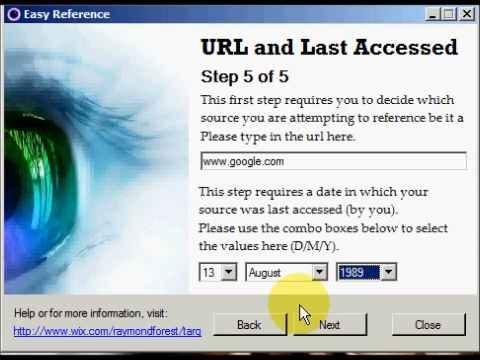 Easy Reference
URL and Last Accessed
Step 5 of 5
This first step requires you to decide which
source you are attempting to reference be it a
Please type in the url here.
www.google.com
This step requires a date in which your
source was last accessed (by you).
Please use the combo boxes below to select
the values here (D/M/Y).
13 August 1989
Help or for more information, visit:
http://www.wix.com/raymondforest/targ
Back Next Close